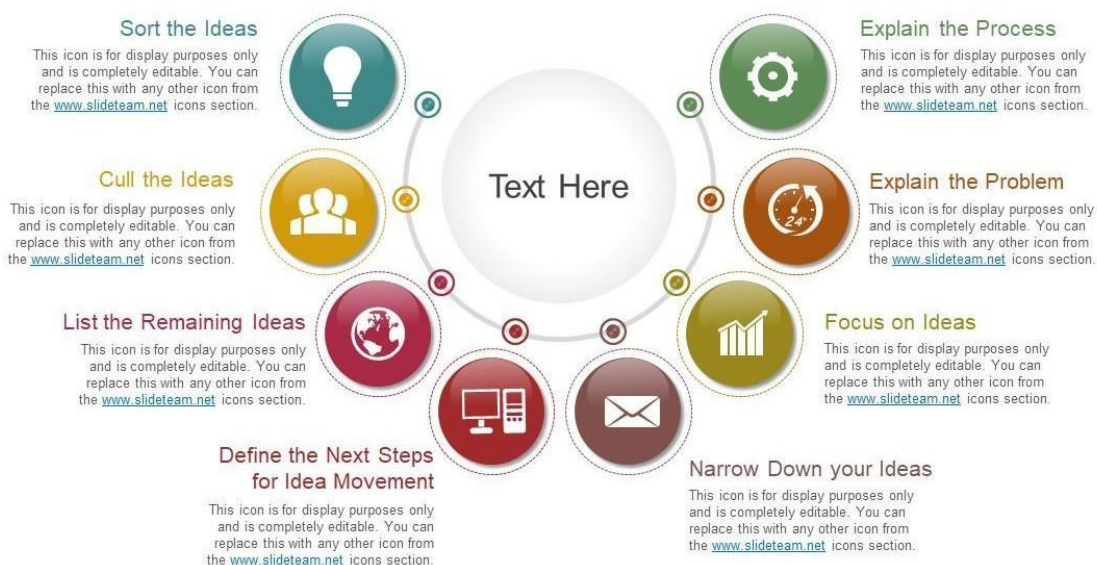 Sort the Ideas
This icon is for display purposes only
and is completely editable. You can
replace this with any other icon from
the www.slideteam.net icons section.
Cull the Ideas
This icon is for display purposes only
and is completely editable. You can
replace this with any other icon from
the www.slideteam.net icons section.
List the Remaining Ideas
This icon is for display purposes only
and is completely editable. You can
replace this with any other icon from
the www.slideteam.net icons section.
Define the Next Steps
for Idea Movement
This icon is for display purposes only
and is completely editable. You can
replace this with any other icon from
the www.slideteam.net icons section.
Text Here
Explain the Process
This icon is for display purposes only
and is completely editable. You can
replace this with any other icon from
the www.slideteam.net icons section.
Explain the Problem
24h
This icon is for display purposes only
and is completely editable. You can
replace this with any other icon from
the www.slideteam.net icons section.
Focus on Ideas
This icon is for display purposes only
and is completely editable. You can
replace this with any other icon from
the www.slideteam.net icons section.
Narrow Down your Ideas
This icon is for display purposes only
and is completely editable. You can
replace this with any other icon from
the www.slideteam.net icons section.